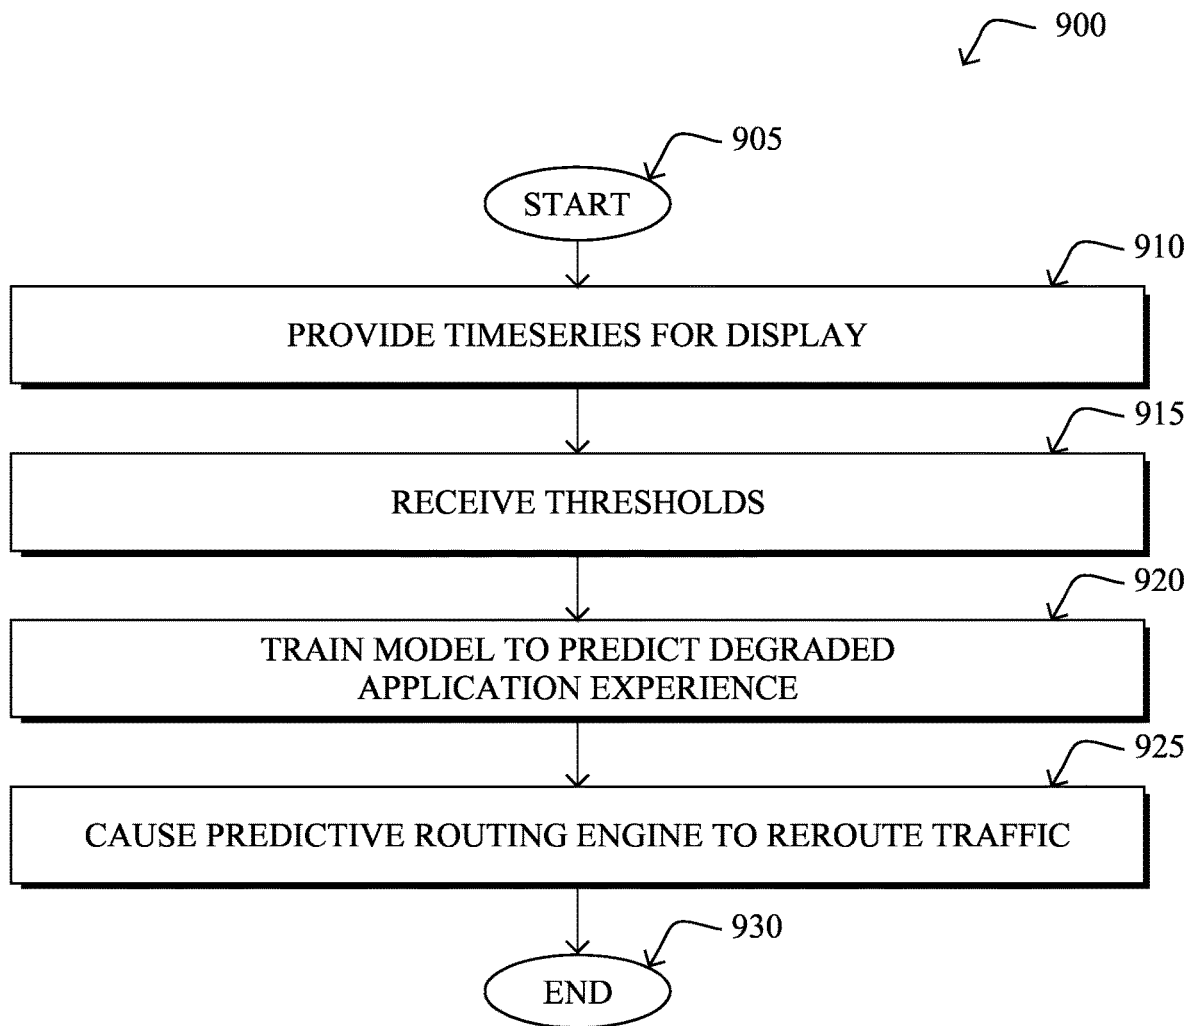 900
905
START
910
PROVIDE TIMESERIES FOR DISPLAY
915
RECEIVE THRESHOLDS
920
TRAIN MODEL TO PREDICT DEGRADED
APPLICATION EXPERIENCE
925
CAUSE PREDICTIVE ROUTING ENGINE TO REROUTE TRAFFIC
930
END